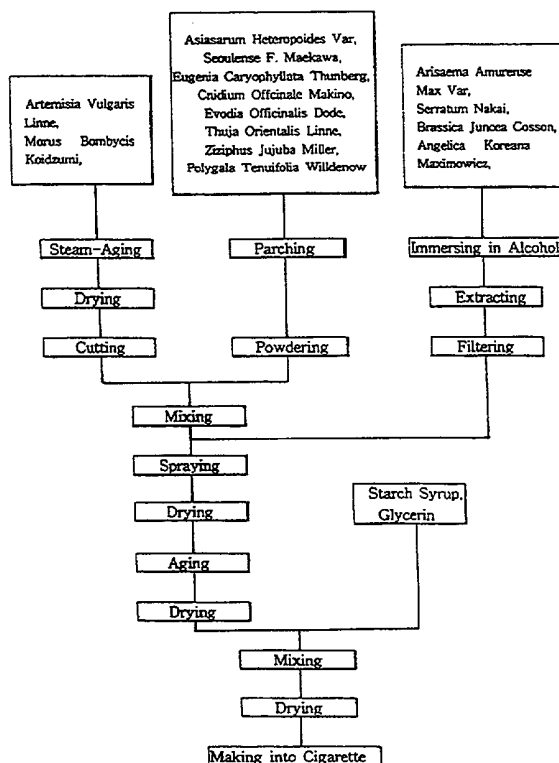 Artemisia Vulgaris
Linne,
Morus Bombycis
Koidzumi,
Asiasarum Heteropoides Var,
Seoulense F. Maekawa,
Eugenia Caryophyllata Thunberg,
Cnidium Offcinale Makino,
Evodia Officinalis Dode,
Thuja Orientalis Linne,
Ziziphus Jujuba Miller,
Polygala Tenuifolia Willdenow
Arisaema Amurense
Max Var,
Serratum Nakai,
Brassica Juncea Cosson,
Angelica Koreana
Maximowicz,
Steam-Aging
Drying
Cutting
Parching
Powdering
Immersing in Alcohol
Extracting
Filtering
Mixing
Spraying
Drying
Aging
Drying
Starch Syrup,
Glycerin
Mixing
Drying
Making into Cigarette